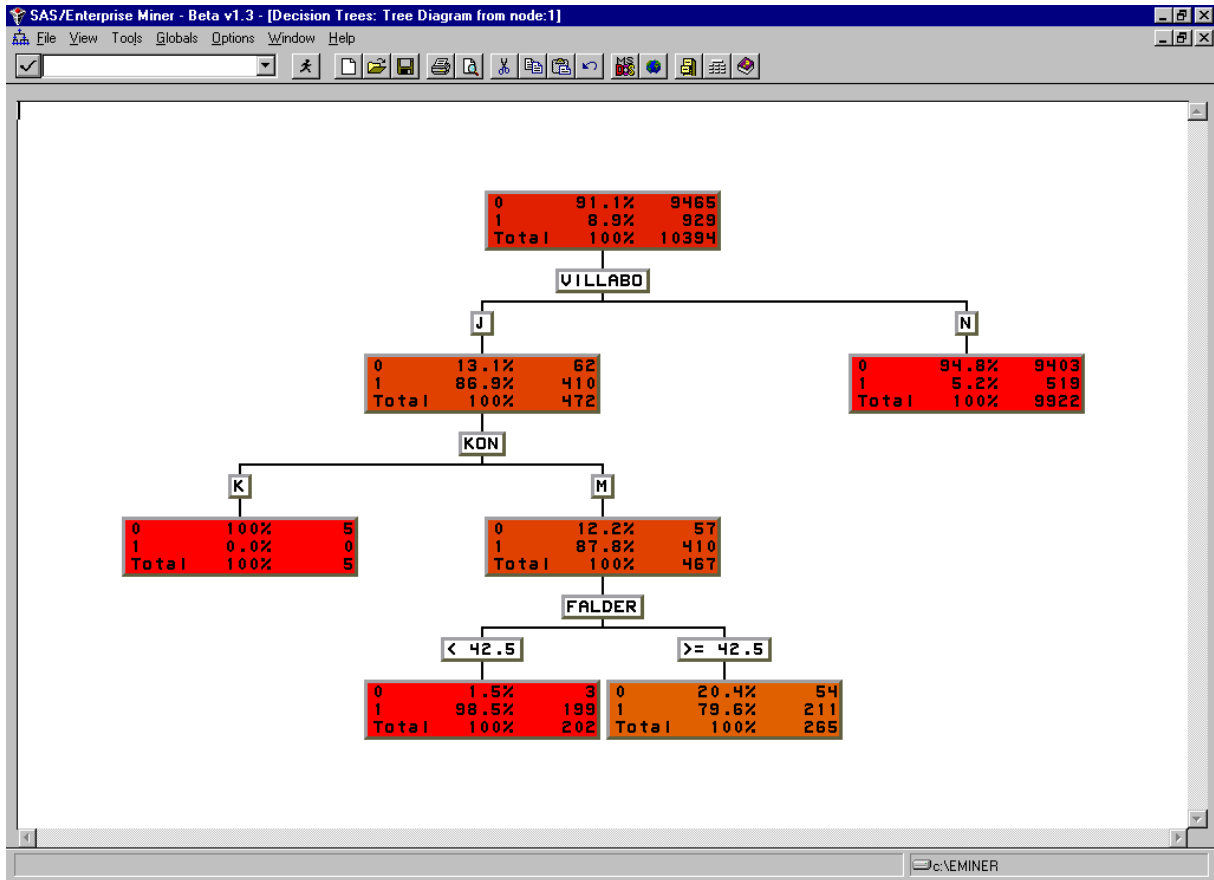 SAS/Enterprise Miner - Beta v1.3 - [Decision Trees: Tree Diagram from node:1]
File View Tools Globals Options Window Help
MS
0 91.1% 9465
1 8.9% 929
Total 100% 10394
VILLABO
J N
0 13.1% 62
1 86.9% 410
Total 100% 472
0 94.8% 9403
1 5.2% 519
Total 100% 9922
KON
K M
0 100% 5
1 0.0% 0
Total 100% 5
0 12.2% 57
1 87.8% 410
Total 100% 467
FALDER
< 42.5 >= 42.5
0 1.5% 3
1 98.5% 199
Total 100% 202
0 20.4% 54
1 79.6% 211
Total 100% 265
c:\EMINER